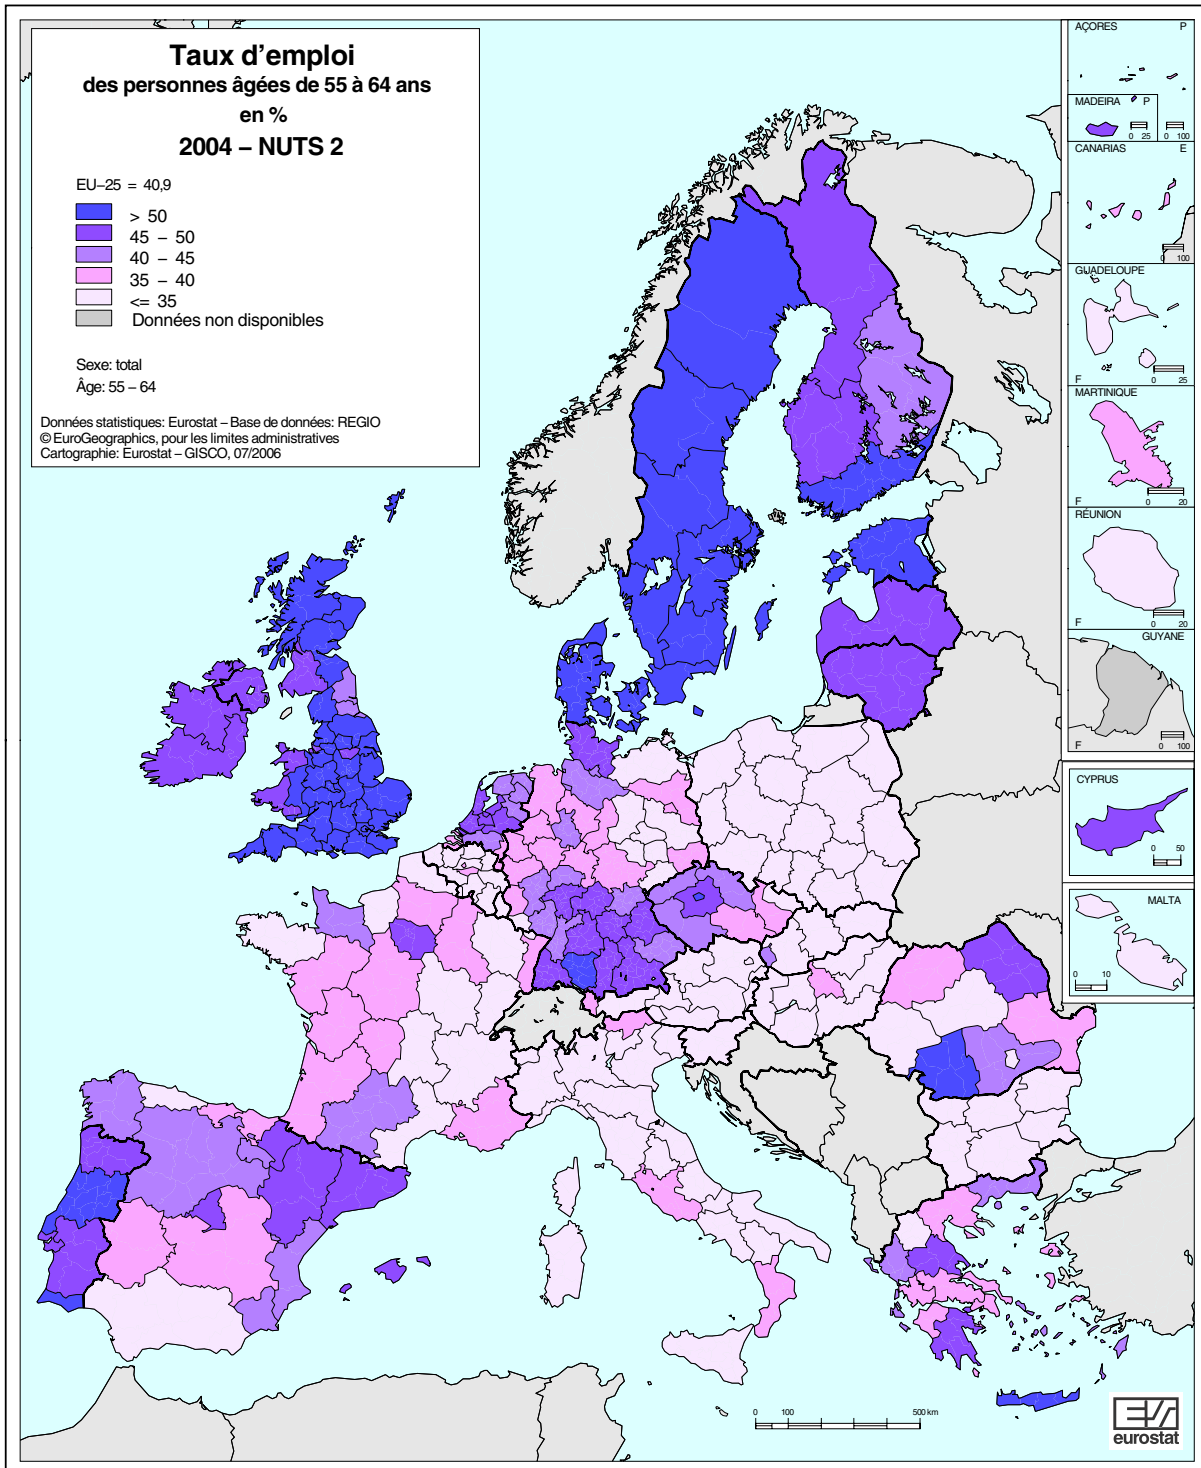 Taux d'emploi
des personnes âgées de 55 à 64 ans
en %
2004 – NUTS 2
EU–25 = 40,9
> 50
45 – 50
40 – 45
35 – 40
<= 35
Données non disponibles
Sexe: total
Âge: 55 – 64
Données statistiques: Eurostat – Base de données: REGIO
© EuroGeographics, pour les limites administratives
Cartographie: Eurostat – GISCO, 07/2006
AÇORES P
MADEIRA P
0 25
0 100
CANARIAS E
0 100
GUADELOUPE
F
0 25
MARTINIQUE
F
0 20
RÉUNION
F
0 20
GUYANE
F
0 100
CYPRUS
0 50
MALTA
0 10
0 100 500 km
eurostat